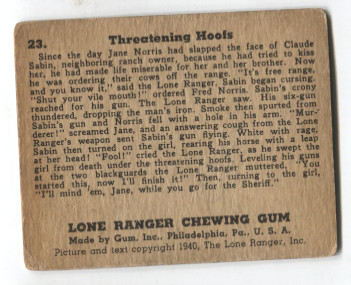 23. Threatening Hoofs
Since the day Jane Norris had slapped the face of Claude
Sabin, neighboring ranch owner, because he had tried to kiss
her, he had made life miserable for her and her brother. Now
he was ordering their cows off the range. "It's free range,
and you know it," said the Lone Ranger. Sabin began cursing.
"Shut your vile mouth!" ordered Fred Norris. Sabin's crony
reached for his gun. The Lone Ranger saw. His six-gun
thundered, dropping the man's iron. Smoke then spurted from
Sabin's gun and Norris fell with a hole in his arm. "Mur-
derer!" screamed Jane, and an answering cough from the Lone
Ranger's weapon sent Sabin's gun flying. White with rage,
Sabin then turned on the girl, rearing his horse with a leap
at her head! "Fool!" cried the Lone Ranger, as he swept the
girl from death under the threatening hoofs. Leveling his guns
at the two blackguards the Lone Ranger muttered, "You
started this, now I'll finish it!" Then, turning to the girl,
"I'll mind 'em, Jane, while you go for the Sheriff."
LONE RANGER CHEWING GUM
Made by Gum, Inc., Philadelphia, Pa., U. S. A.
Picture and text copyright 1940, The Lone Ranger, Inc.